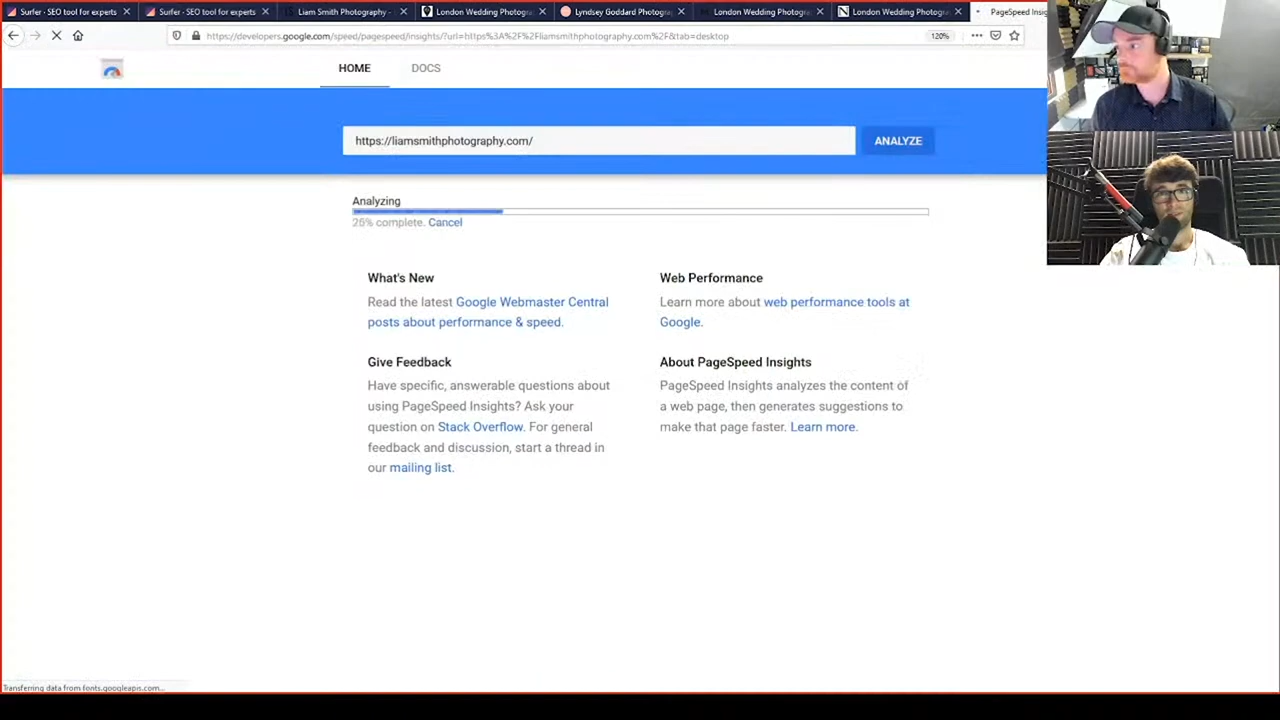 Surfer - SEO tool for experts
Surfer - SEO tool for experts
Liam Smith Photography -
London Wedding Photogra
Lyndsey Goddard Photogra
London Wedding Photogra
London Wedding Photogra
PageSpeed Insig
https://developers.google.com/speed/pagespeed/insights/?url=https%3A%2F%2Fliamsmithphotography.com%2F&tab=desktop
120%
HOME
DOCS
https://liamsmithphotography.com/
ANALYZE
Analyzing
26% complete. Cancel
What's New
Read the latest Google Webmaster Central
posts about performance & speed.
Web Performance
Learn more about web performance tools at
Google.
Give Feedback
Have specific, answerable questions about
using PageSpeed Insights? Ask your
question on Stack Overflow. For general
feedback and discussion, start a thread in
our mailing list.
About PageSpeed Insights
PageSpeed Insights analyzes the content of
a web page, then generates suggestions to
make that page faster. Learn more.
Transferring data from fonts.googleapis.com...